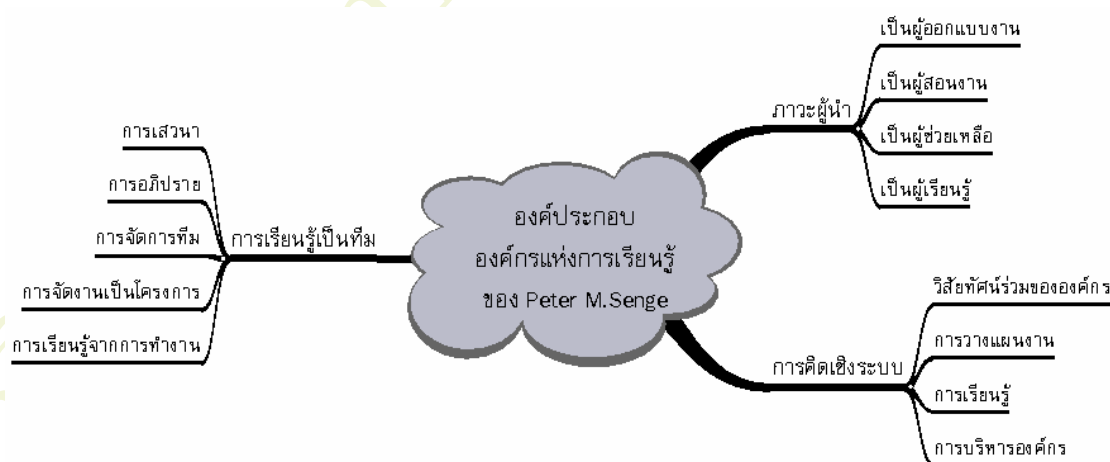 องค์ประกอบ
องค์กรแห่งการเรียนรู้
ของ Peter M.Senge
ภาวะผู้นำ
เป็นผู้ออกแบบงาน
เป็นผู้สอนงาน
เป็นผู้ช่วยเหลือ
เป็นผู้เรียนรู้
การคิดเชิงระบบ
วิสัยทัศน์ร่วมขององค์กร
การวางแผนงาน
การเรียนรู้
การบริหารองค์กร
การเรียนรู้เป็นทีม
การเสวนา
การอภิปราย
การจัดการทีม
การจัดงานเป็นโครงการ
การเรียนรู้จากการทำงาน